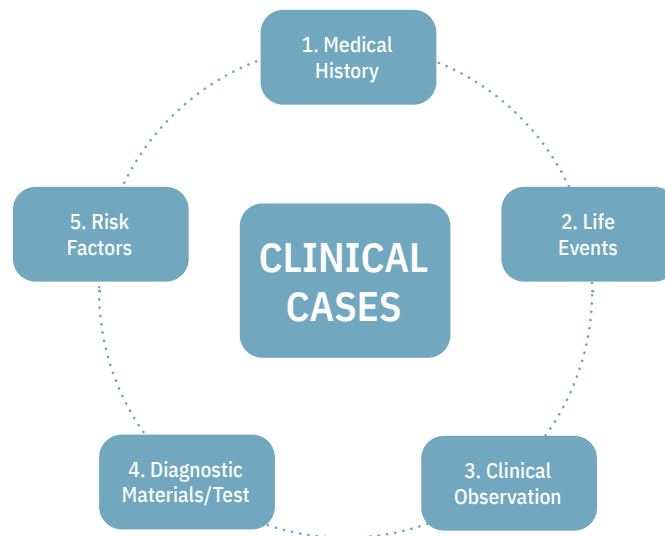 1. Medical
History
2. Life
Events
3. Clinical
Observation
4. Diagnostic
Materials/Test
5. Risk
Factors
CLINICAL
CASES